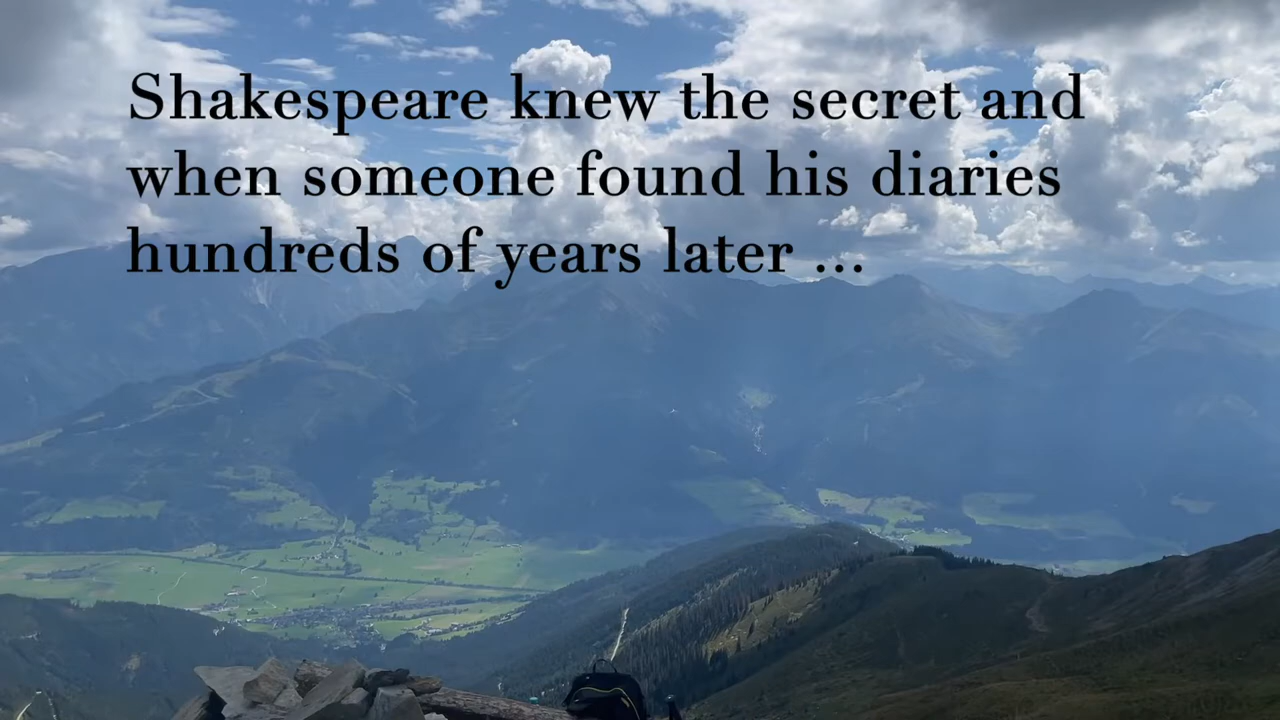 Shakespeare knew the secret and
when someone found his diaries
hundreds of years later ...